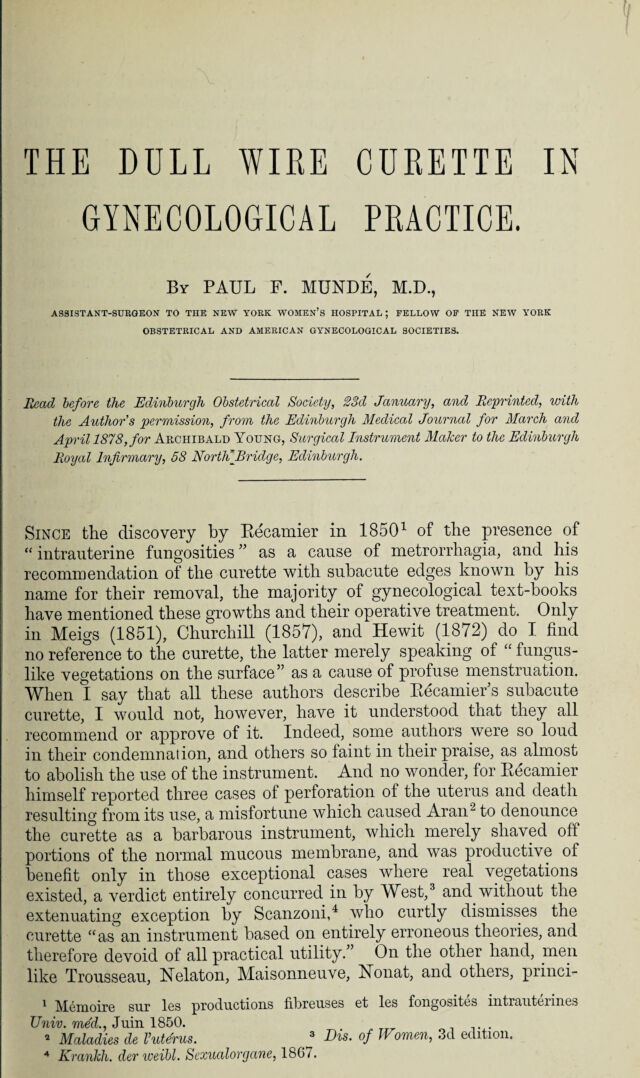 THE DULL WIRE CURETTE IN
GYNECOLOGICAL PRACTICE.
By PAUL F. MUNDÉ, M.D.,
ASSISTANT-SURGEON TO THE NEW YORK WOMEN'S HOSPITAL; FELLOW OF THE NEW YORK
OBSTETRICAL AND AMERICAN GYNECOLOGICAL SOCIETIES.
Read before the Edinburgh Obstetrical Society, 23d January, and Reprinted, with
the Author's permission, from the Edinburgh Medical Journal for March and
April 1878, for ARCHIBALD YOUNG, Surgical Instrument Maker to the Edinburgh
Royal Infirmary, 58 North Bridge, Edinburgh.
SINCE the discovery by Récamier in 1850¹ of the presence of
“intrauterine fungosities” as a cause of metrorrhagia, and his
recommendation of the curette with subacute edges known by his
name for their removal, the majority of gynecological text-books
have mentioned these growths and their operative treatment. Only
in Meigs (1851), Churchill (1857), and Hewit (1872) do I find
no reference to the curette, the latter merely speaking of “fungus-
like vegetations on the surface” as a cause of profuse menstruation.
When I say that all these authors describe Récamier's subacute
curette, I would not, however, have it understood that they all
recommend or approve of it. Indeed, some authors were so loud
in their condemnation, and others so faint in their praise, as almost
to abolish the use of the instrument. And no wonder, for Récamier
himself reported three cases of perforation of the uterus and death
resulting from its use, a misfortune which caused Aran² to denounce
the curette as a barbarous instrument, which merely shaved off
portions of the normal mucous membrane, and was productive of
benefit only in those exceptional cases where real vegetations
existed, a verdict entirely concurred in by West,³ and without the
extenuating exception by Scanzoni,⁴ who curtly dismisses the
curette “as an instrument based on entirely erroneous theories, and
therefore devoid of all practical utility.” On the other hand, men
like Trousseau, Nelaton, Maisonneuve, Nonat, and others, princi-
¹ Mémoire sur les productions fibreuses et les fongosités intrautérines
Univ. méd., Juin 1850.
² Maladies de l'utérus. ³ Dis. of Women, 3d edition.
⁴ Krankh. der weibl. Sexualorgane, 1867.